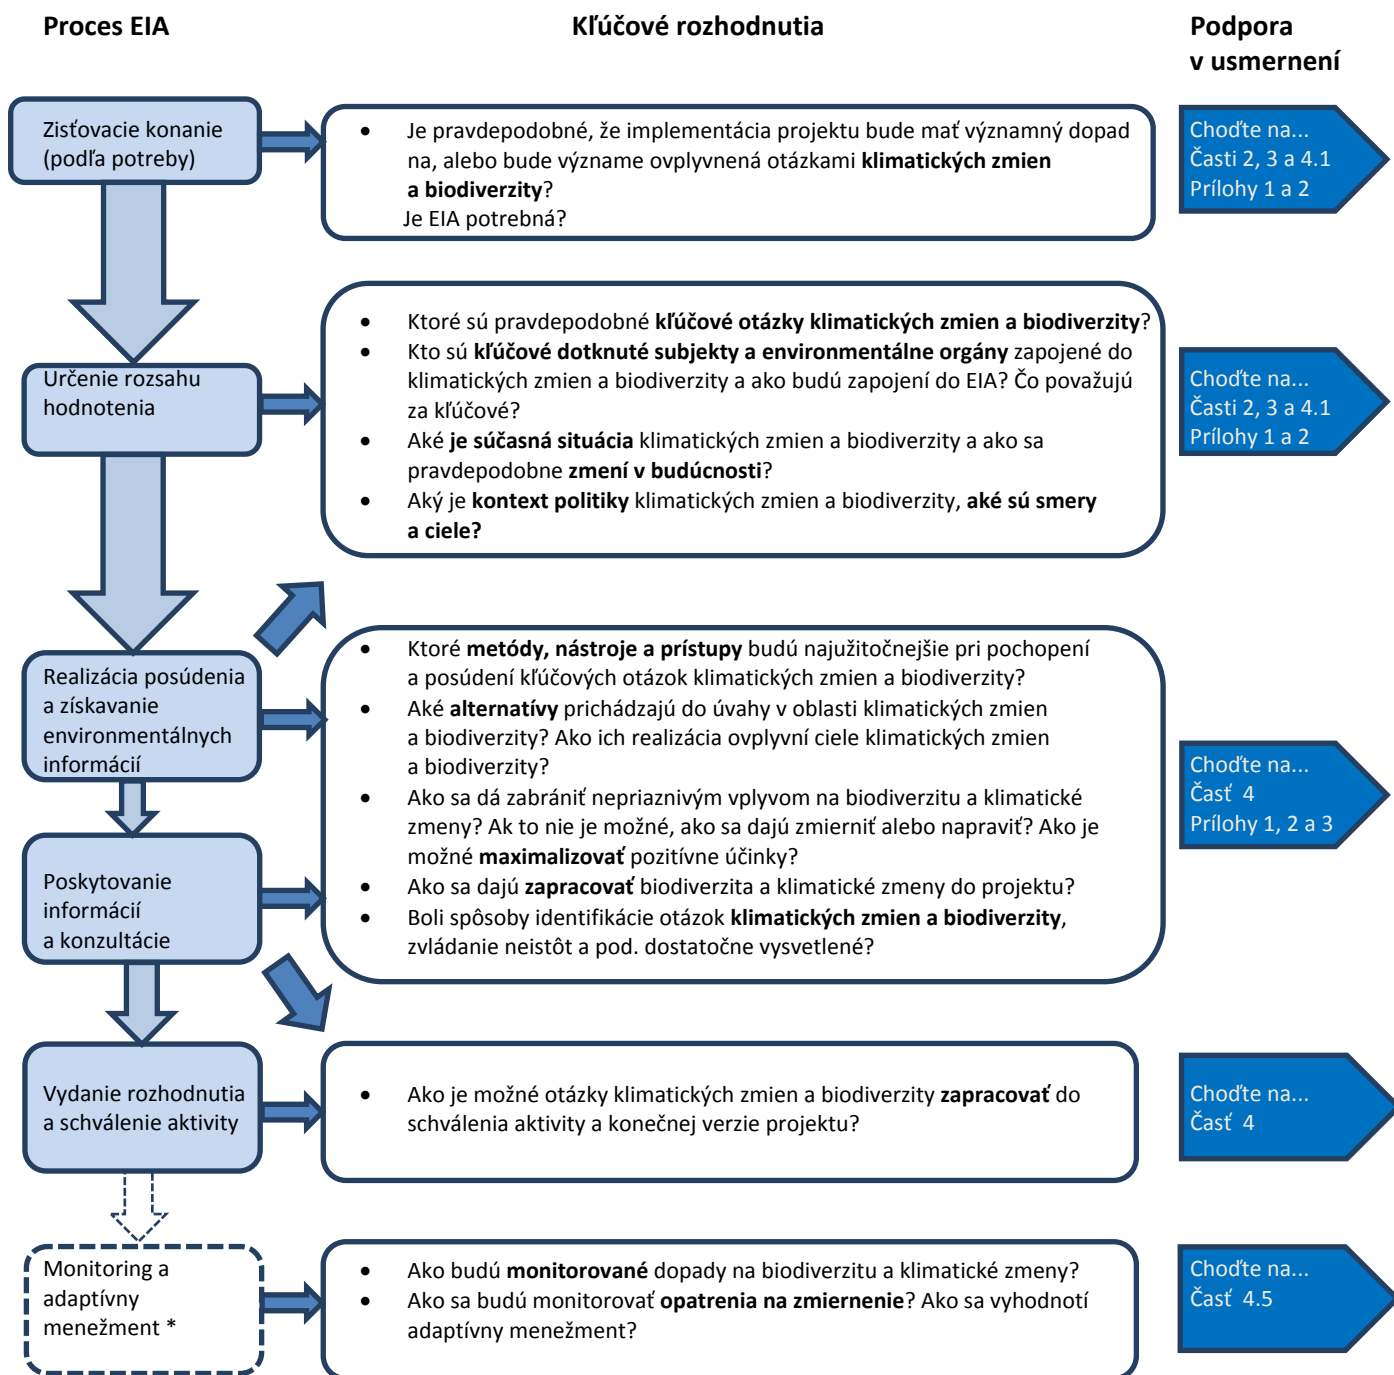 Proces EIA
Kľúčové rozhodnutia
Podpora
v usmernení
Zisťovacie konanie
(podľa potreby)
• Je pravdepodobné, že implementácia projektu bude mať významný dopad
na, alebo bude význame ovplyvnená otázkami klimatických zmien
a biodiverzity?
Je EIA potrebná?
Choďte na...
Časti 2, 3 a 4.1
Prílohy 1 a 2
Určenie rozsahu
hodnotenia
• Ktoré sú pravdepodobné kľúčové otázky klimatických zmien a biodiverzity?
• Kto sú kľúčové dotknuté subjekty a environmentálne orgány zapojené do
klimatických zmien a biodiverzity a ako budú zapojení do EIA? Čo považujú
za kľúčové?
• Aké je súčasná situácia klimatických zmien a biodiverzity a ako sa
pravdepodobne zmení v budúcnosti?
• Aký je kontext politiky klimatických zmien a biodiverzity, aké sú smery
a ciele?
Choďte na...
Časti 2, 3 a 4.1
Prílohy 1 a 2
Realizácia posúdenia
a získavanie
environmentálnych
informácií
Poskytovanie
informácií
a konzultácie
• Ktoré metódy, nástroje a prístupy budú najužitočnejšie pri pochopení
a posúdení kľúčových otázok klimatických zmien a biodiverzity?
• Aké alternatívy prichádzajú do úvahy v oblasti klimatických zmien
a biodiverzity? Ako ich realizácia ovplyvní ciele klimatických zmien
a biodiverzity?
• Ako sa dá zabrániť nepriaznivým vplyvom na biodiverzitu a klimatické
zmeny? Ak to nie je možné, ako sa dajú zmierniť alebo napraviť? Ako je
možné maximalizovať pozitívne účinky?
• Ako sa dajú zapracovať biodiverzita a klimatické zmeny do projektu?
• Boli spôsoby identifikácie otázok klimatických zmien a biodiverzity,
zvládanie neistôt a pod. dostatočne vysvetlené?
Choďte na...
Časť 4
Prílohy 1, 2 a 3
Vydanie rozhodnutia
a schválenie aktivity
• Ako je možné otázky klimatických zmien a biodiverzity zapracovať do
schválenia aktivity a konečnej verzie projektu?
Choďte na...
Časť 4
Monitoring a
adaptívny
menežment *
• Ako budú monitorované dopady na biodiverzitu a klimatické zmeny?
• Ako sa budú monitorovať opatrenia na zmiernenie? Ako sa vyhodnotí
adaptívny menežment?
Choďte na...
Časť 4.5